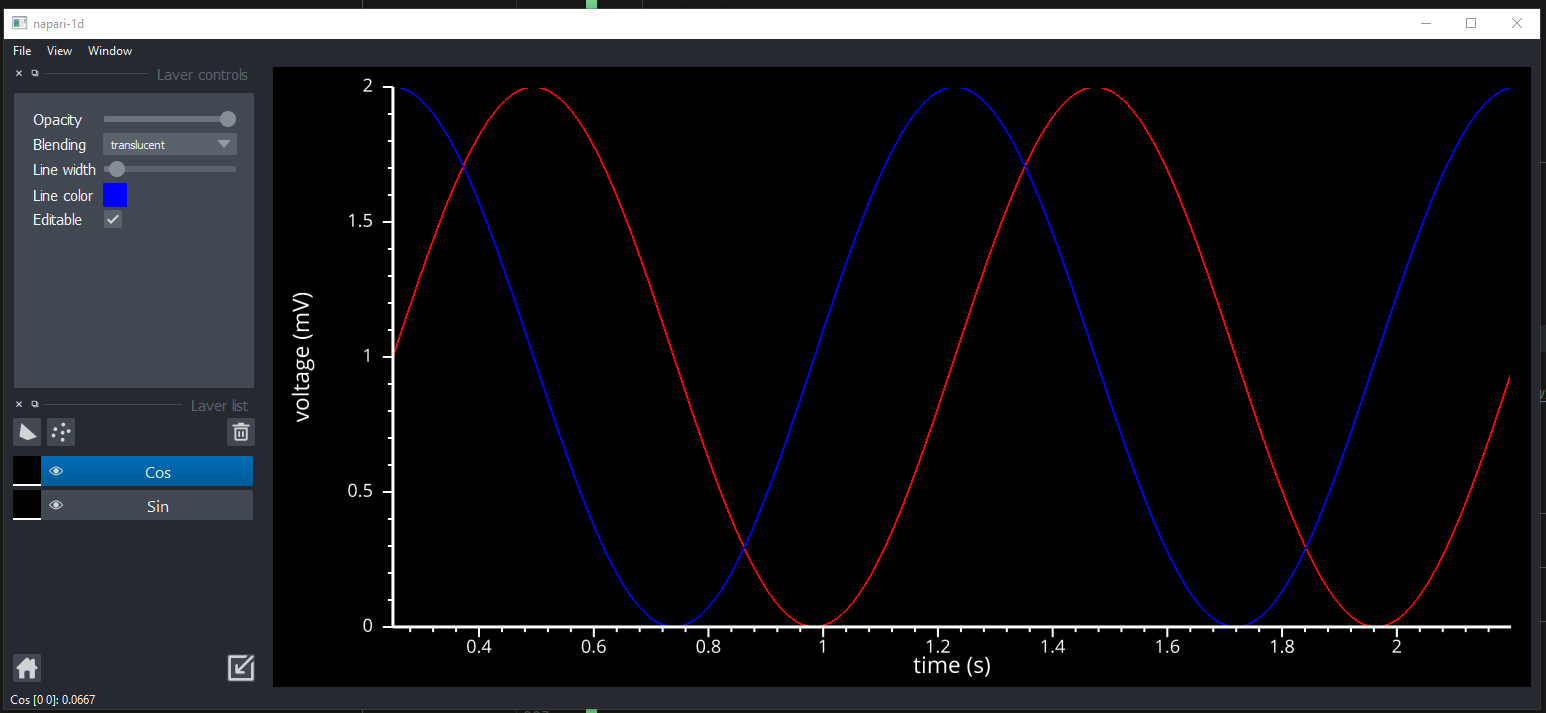 napari-1d
File View Window
Layer controls
Opacity
Blending translucent
Line width
Line color
Editable
Layer list
Cos
Sin
Cos [0 0]: 0.0667
voltage (mV)
2
1.5
1
0.5
0
0.4 0.6 0.8 1 1.2 1.4 1.6 1.8 2
time (s)